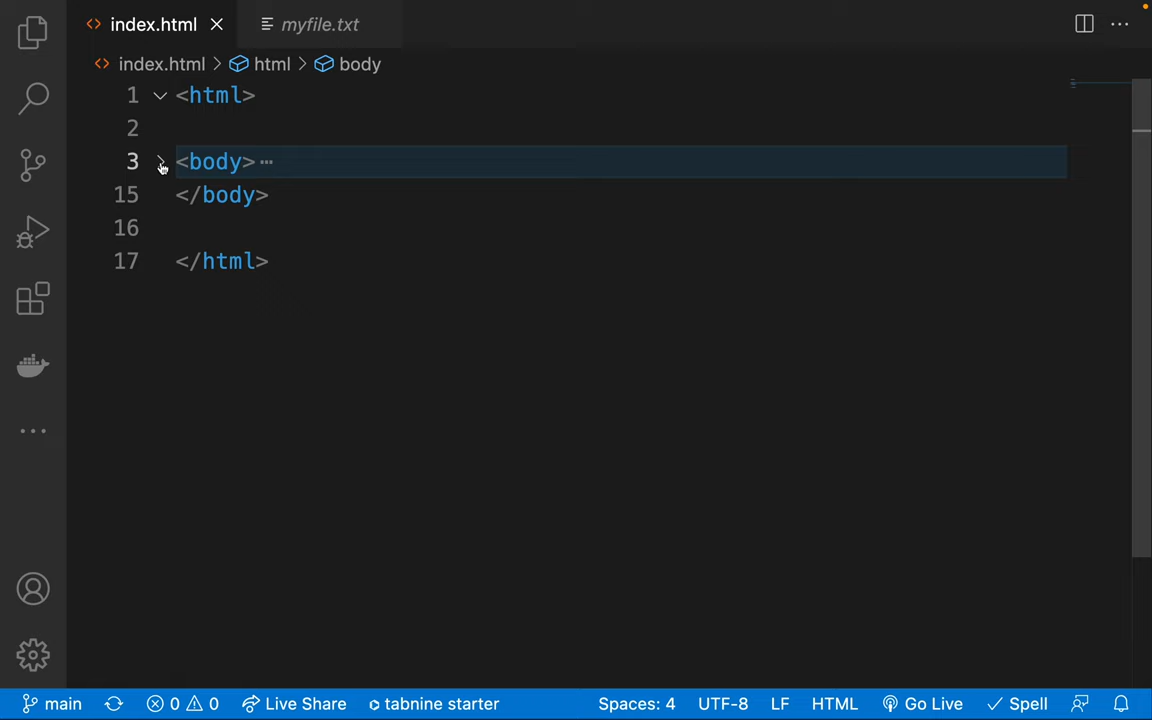 index.html myfile.txt
index.html > html > body
1 <html>
2
3 <body>…
15 </body>
16
17 </html>
main 0 0 Live Share tabnine starter Spaces: 4 UTF-8 LF HTML Go Live Spell